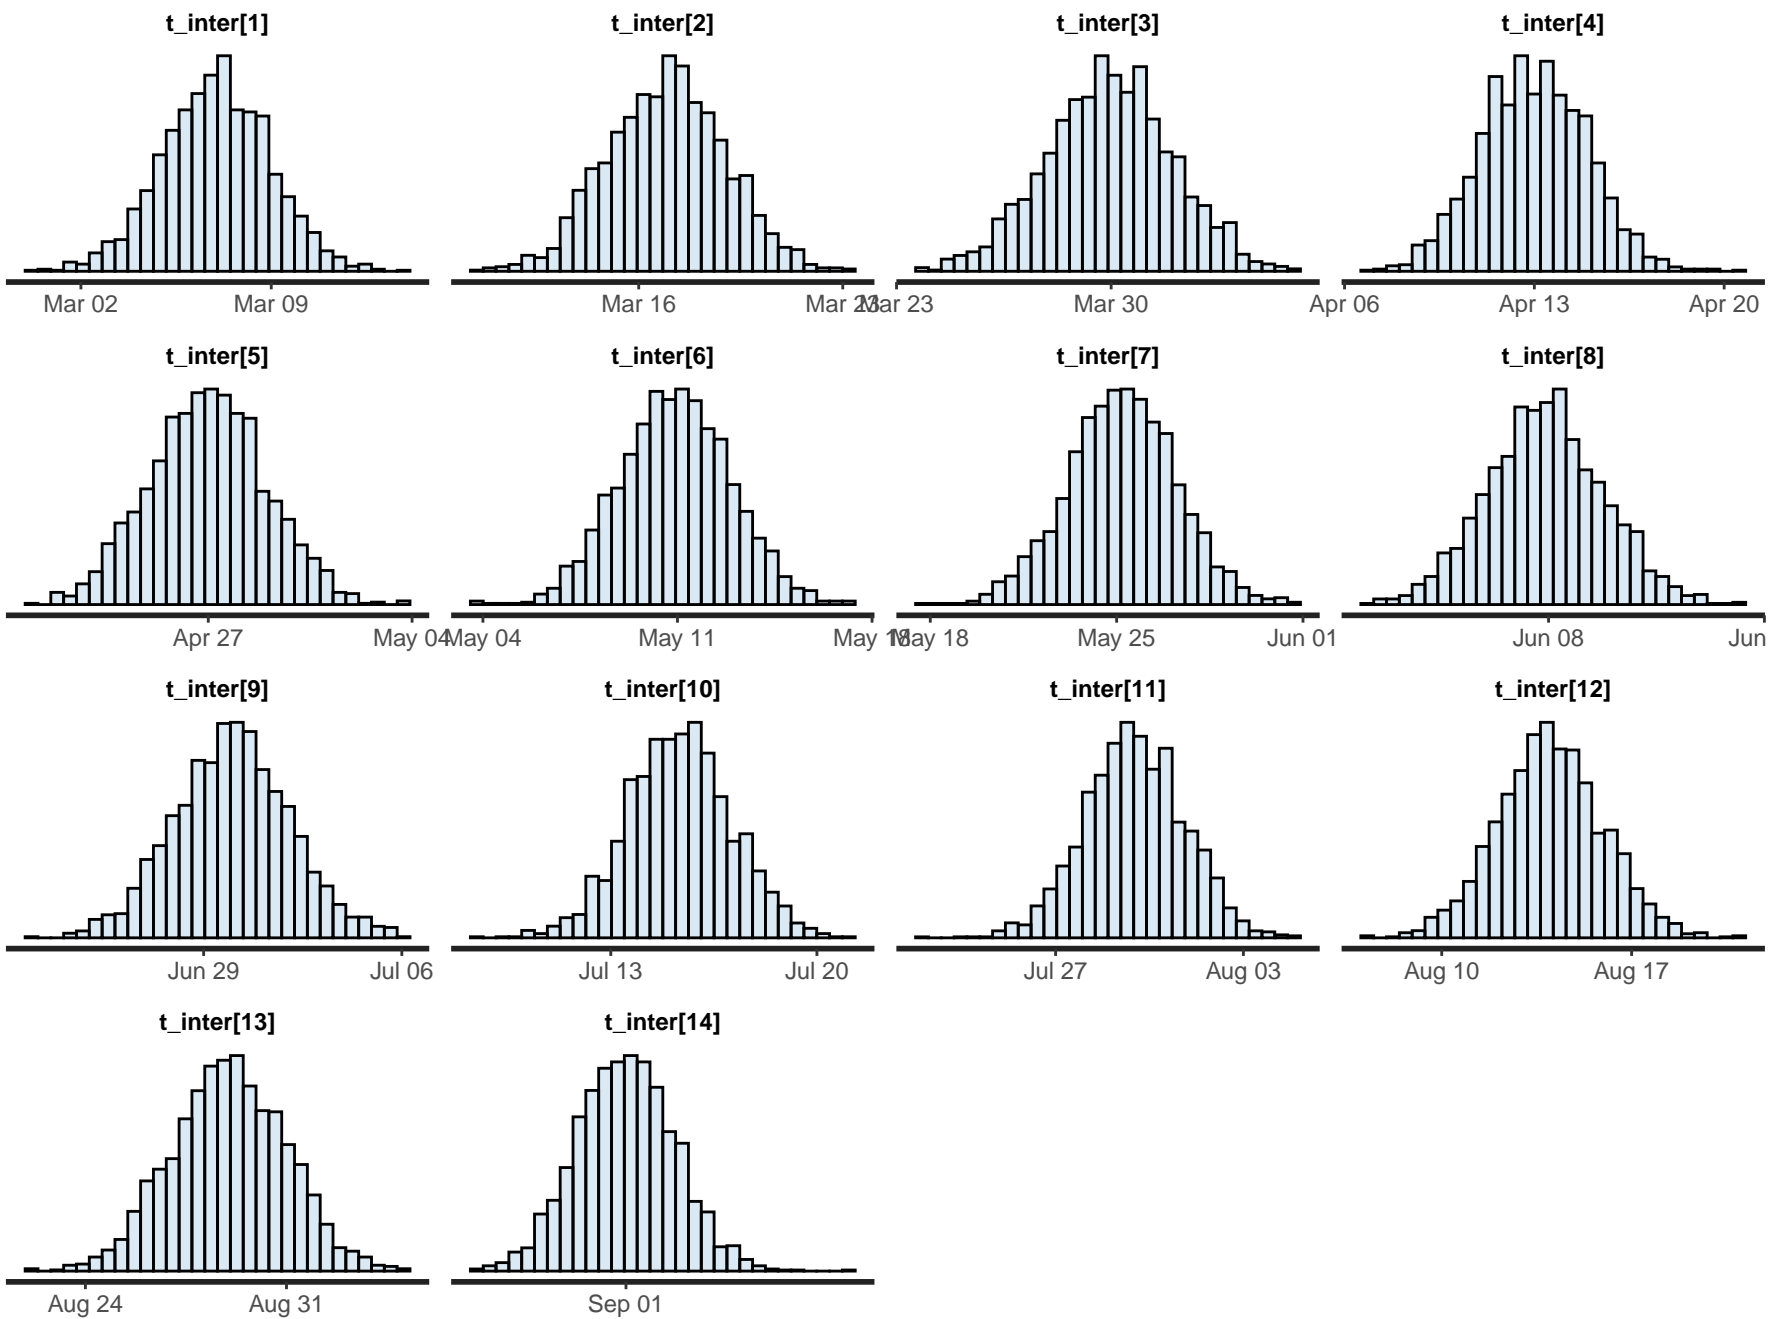 t_inter[1] t_inter[2] t_inter[3] t_inter[4]
Mar 02 Mar 09 Mar 16 Mar 23 Mar 23 Mar 30 Apr 06 Apr 13 Apr 20
t_inter[5] t_inter[6] t_inter[7] t_inter[8]
Apr 27 May 04 May 04 May 11 May 18 May 18 May 25 Jun 01 Jun 08 Jun
t_inter[9] t_inter[10] t_inter[11] t_inter[12]
Jun 29 Jul 06 Jul 13 Jul 20 Jul 27 Aug 03 Aug 10 Aug 17
t_inter[13] t_inter[14]
Aug 24 Aug 31 Sep 01